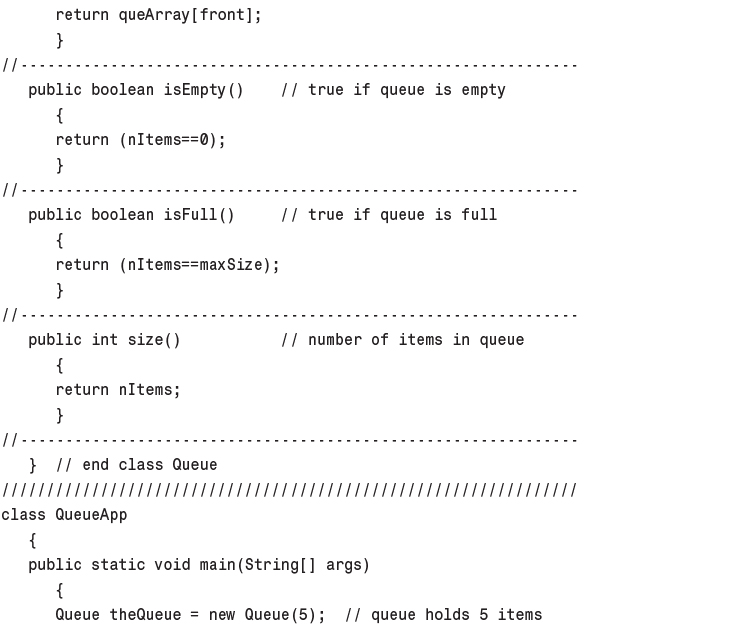 return queArray[front];
      }
//--------------------------------------------------------------
   public boolean isEmpty()    // true if queue is empty
      {
      return (nItems==0);
      }
//--------------------------------------------------------------
   public boolean isFull()     // true if queue is full
      {
      return (nItems==maxSize);
      }
//--------------------------------------------------------------
   public int size()           // number of items in queue
      {
      return nItems;
      }
//--------------------------------------------------------------
   }  // end class Queue
////////////////////////////////////////////////////////////////
class QueueApp
   {
   public static void main(String[] args)
      {
      Queue theQueue = new Queue(5);  // queue holds 5 items